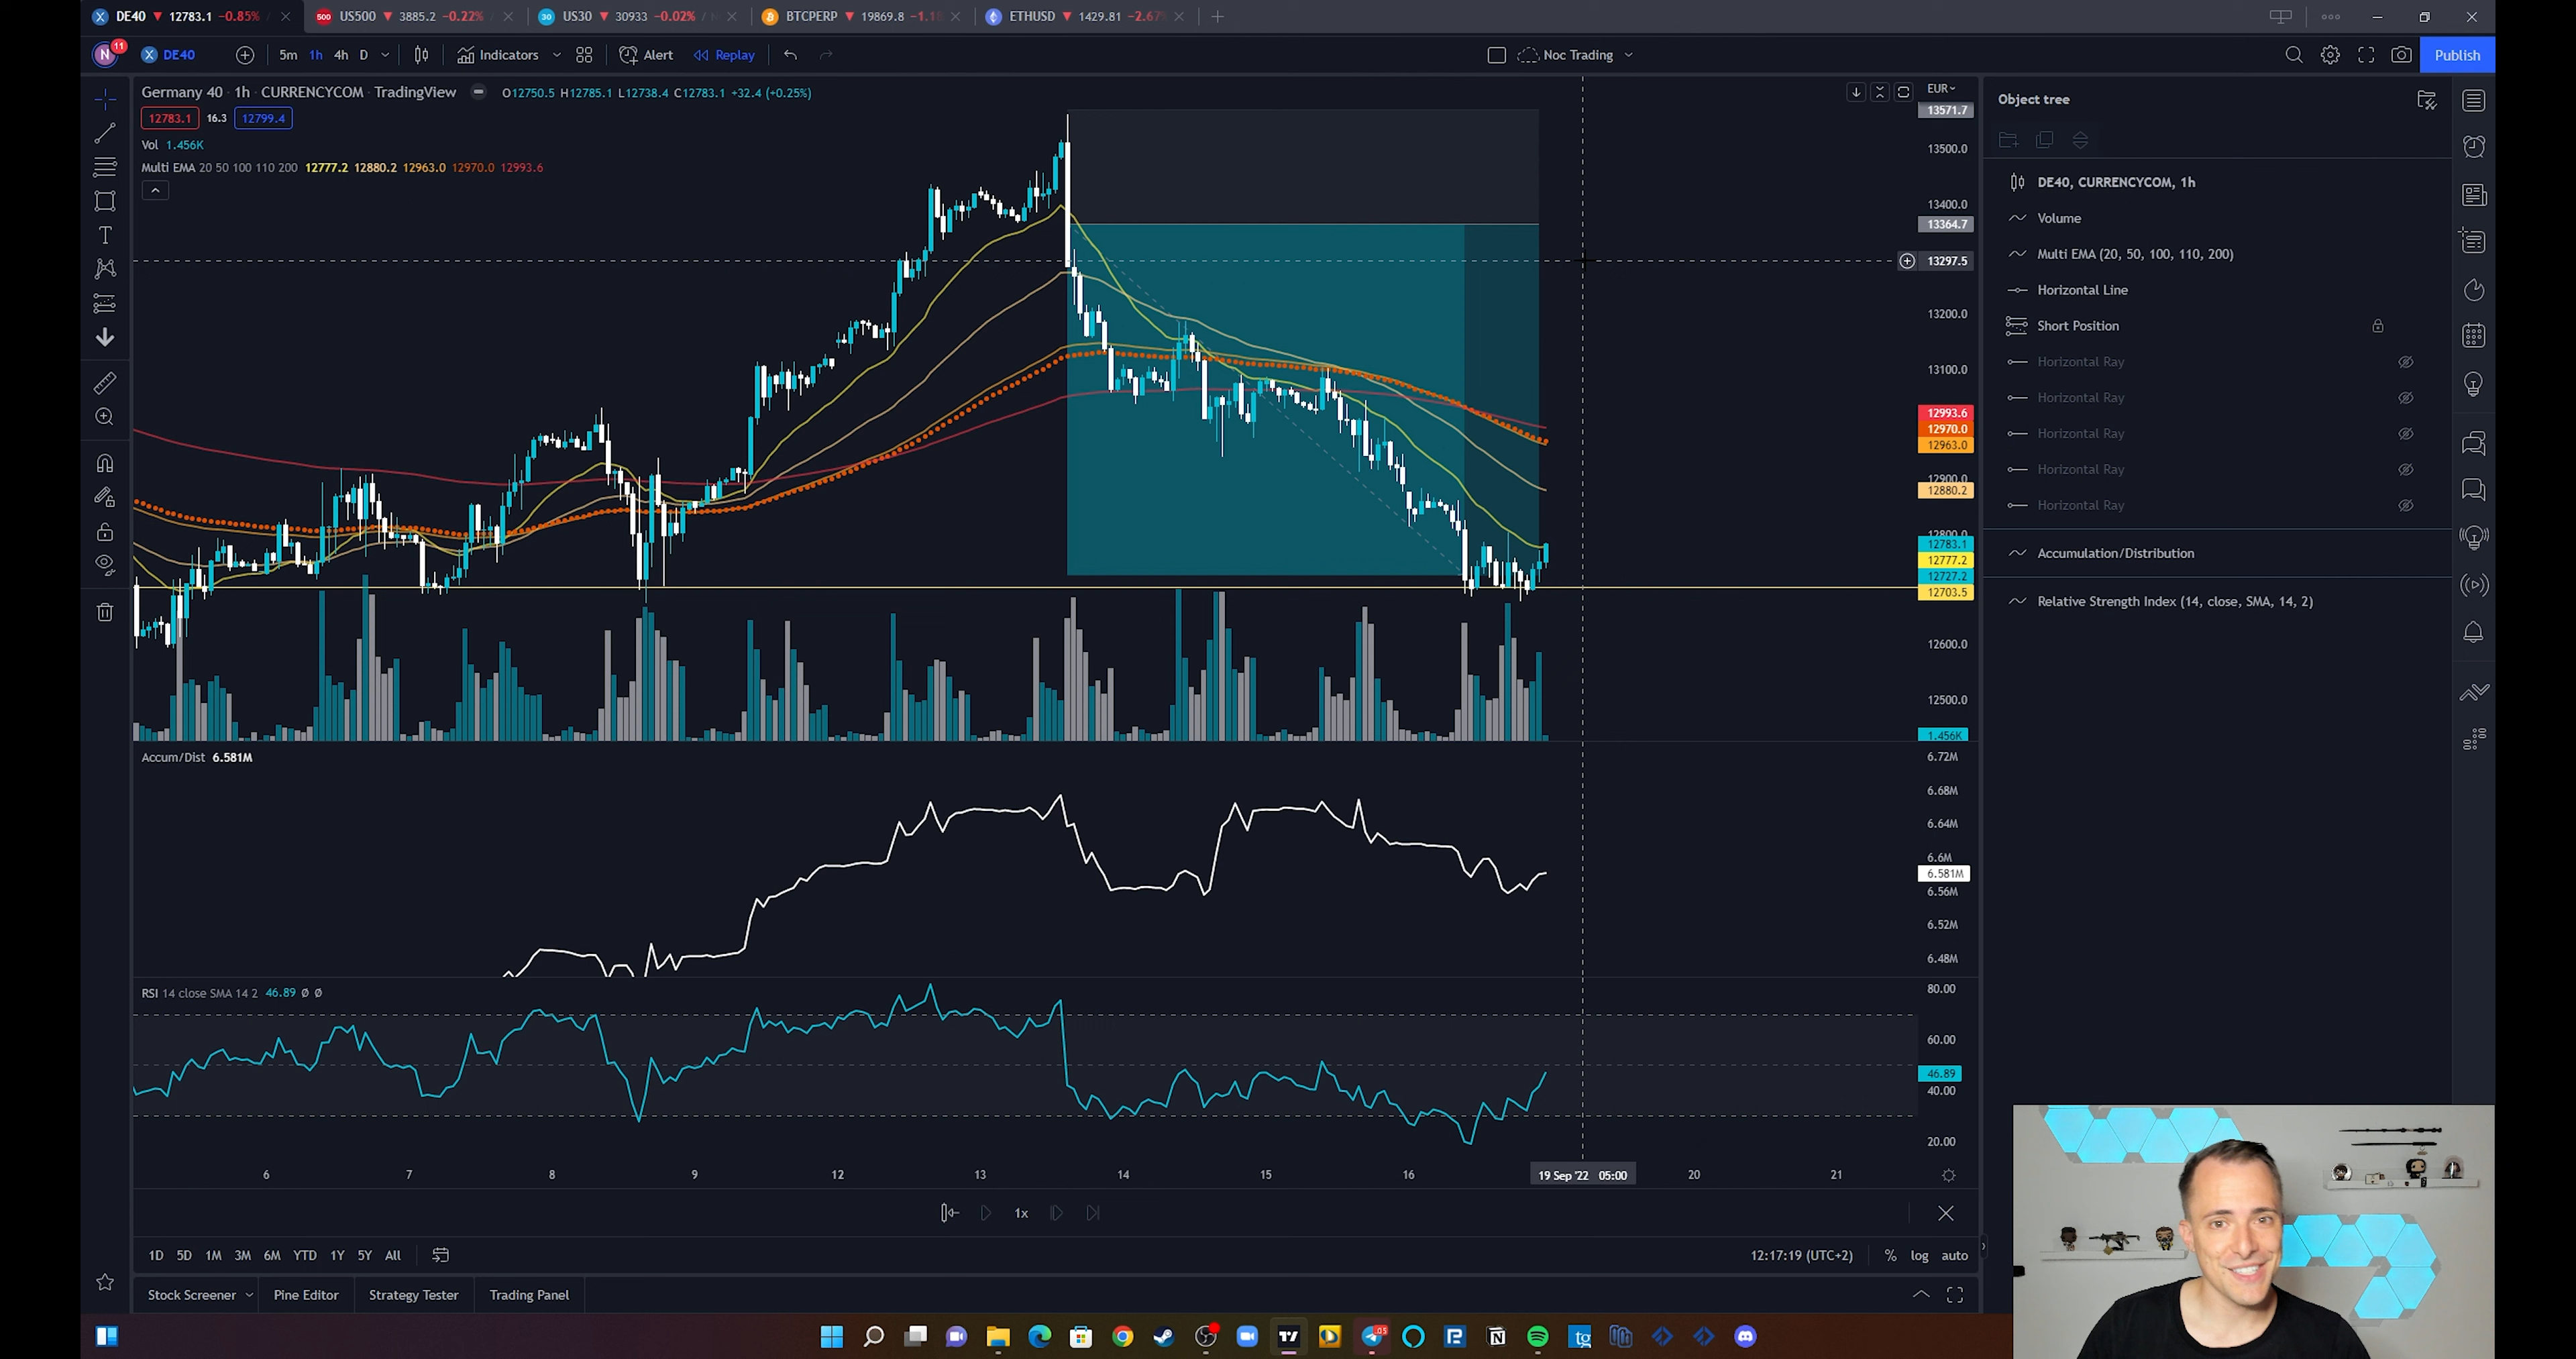 DE40 ▼ 12783.1 −0.85%
500 US500 ▼ 3885.2 −0.22%
30 US30 ▼ 30933 −0.02% / N
BTCPERP ▼ 19869.8 −1.1
ETHUSD ▼ 1429.81 −2.67%
N 11 DE40 5m 1h 4h D Indicators Alert Replay Noc Trading Publish
Germany 40 · 1h · CURRENCYCOM · TradingView O12750.5 H12785.1 L12738.4 C12783.1 +32.4 (+0.25%)
12783.1 16.3 12799.4
Vol 1.456K
Multi EMA 20 50 100 110 200 12777.2 12880.2 12963.0 12970.0 12993.6
EUR
13571.7
13500.0
13400.0
13364.7
13297.5
13200.0
13100.0
12993.6
12970.0
12963.0
12900.0
12880.2
12800.0
12783.1
12777.2
12727.2
12703.5
12600.0
12500.0
1.456K
Accum/Dist 6.581M
6.72M
6.68M
6.64M
6.6M
6.581M
6.56M
6.52M
6.48M
RSI 14 close SMA 14 2 46.89 Ø Ø
80.00
60.00
46.89
40.00
20.00
6 7 8 9 12 13 14 15 16 19 Sep '22 05:00 20 21
1x
1D 5D 1M 3M 6M YTD 1Y 5Y All
12:17:19 (UTC+2) % log auto
Stock Screener Pine Editor Strategy Tester Trading Panel
Object tree
DE40, CURRENCYCOM, 1h
Volume
Multi EMA (20, 50, 100, 110, 200)
Horizontal Line
Short Position
Horizontal Ray
Horizontal Ray
Horizontal Ray
Horizontal Ray
Horizontal Ray
Accumulation/Distribution
Relative Strength Index (14, close, SMA, 14, 2)